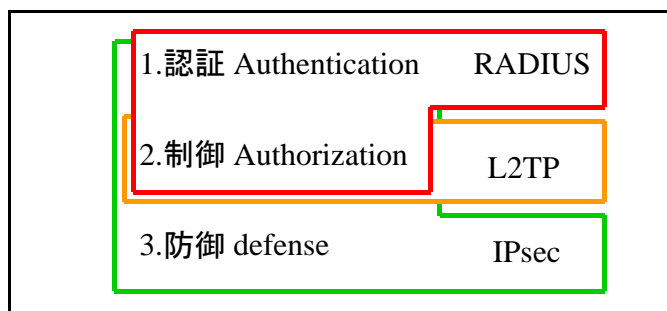 1.認証 Authentication RADIUS
2.制御 Authorization L2TP
3.防御 defense IPsec